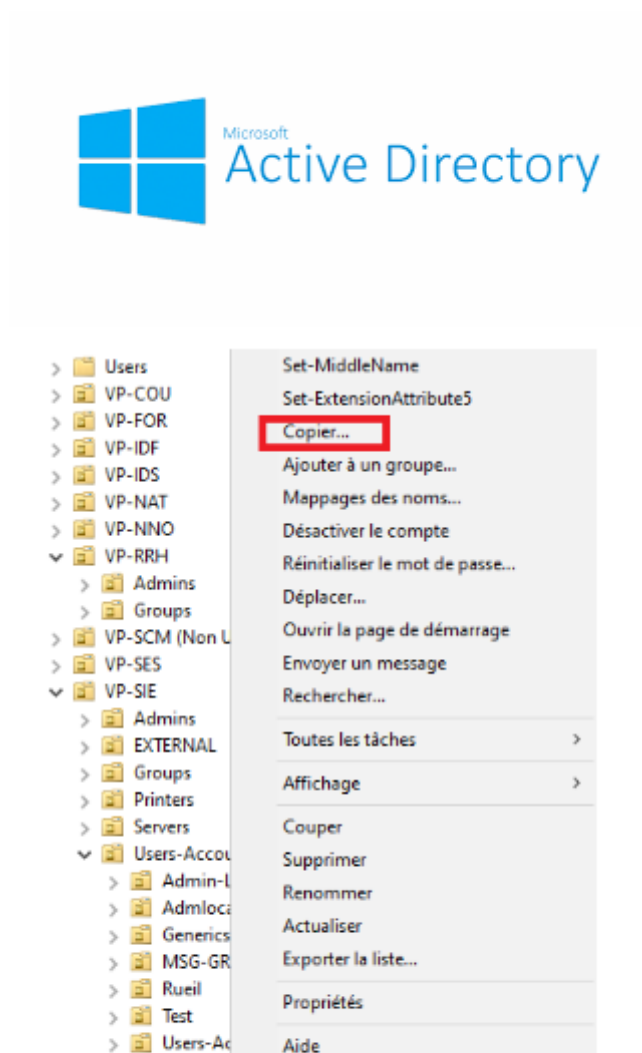 Microsoft
Active Directory
Users
VP-COU
VP-FOR
VP-IDF
VP-IDS
VP-NAT
VP-NNO
VP-RRH
Admins
Groups
VP-SCM (Non U
VP-SES
VP-SIE
Admins
EXTERNAL
Groups
Printers
Servers
Users-Accou
Admin-L
Admloca
Generics
MSG-GR
Rueil
Test
Users-Ac
Set-MiddleName
Set-ExtensionAttribute5
Copier...
Ajouter à un groupe...
Mappages des noms...
Désactiver le compte
Réinitialiser le mot de passe...
Déplacer...
Ouvrir la page de démarrage
Envoyer un message
Rechercher...
Toutes les tâches
Affichage
Couper
Supprimer
Renommer
Actualiser
Exporter la liste...
Propriétés
Aide